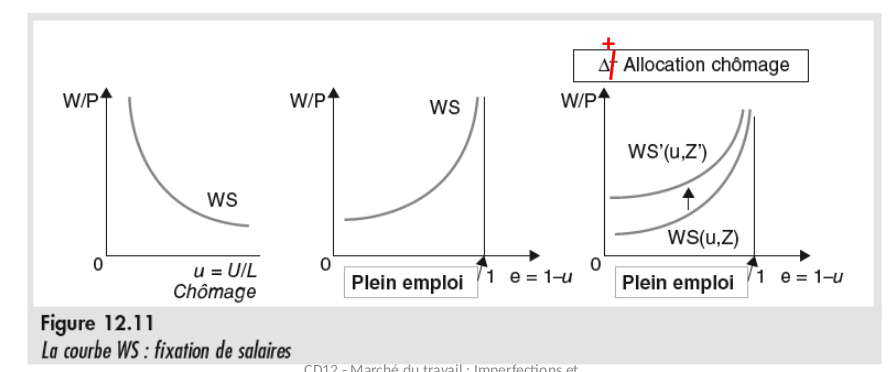 +
Δ Allocation chômage
W/P
WS
0
u = U/L
Chômage
W/P
WS
0
Plein emploi
1
e = 1–u
W/P
WS'(u,Z')
WS(u,Z)
0
Plein emploi
1
e = 1–u
Figure 12.11
La courbe WS : fixation de salaires
CD12 - Marché du travail : Imperfections et